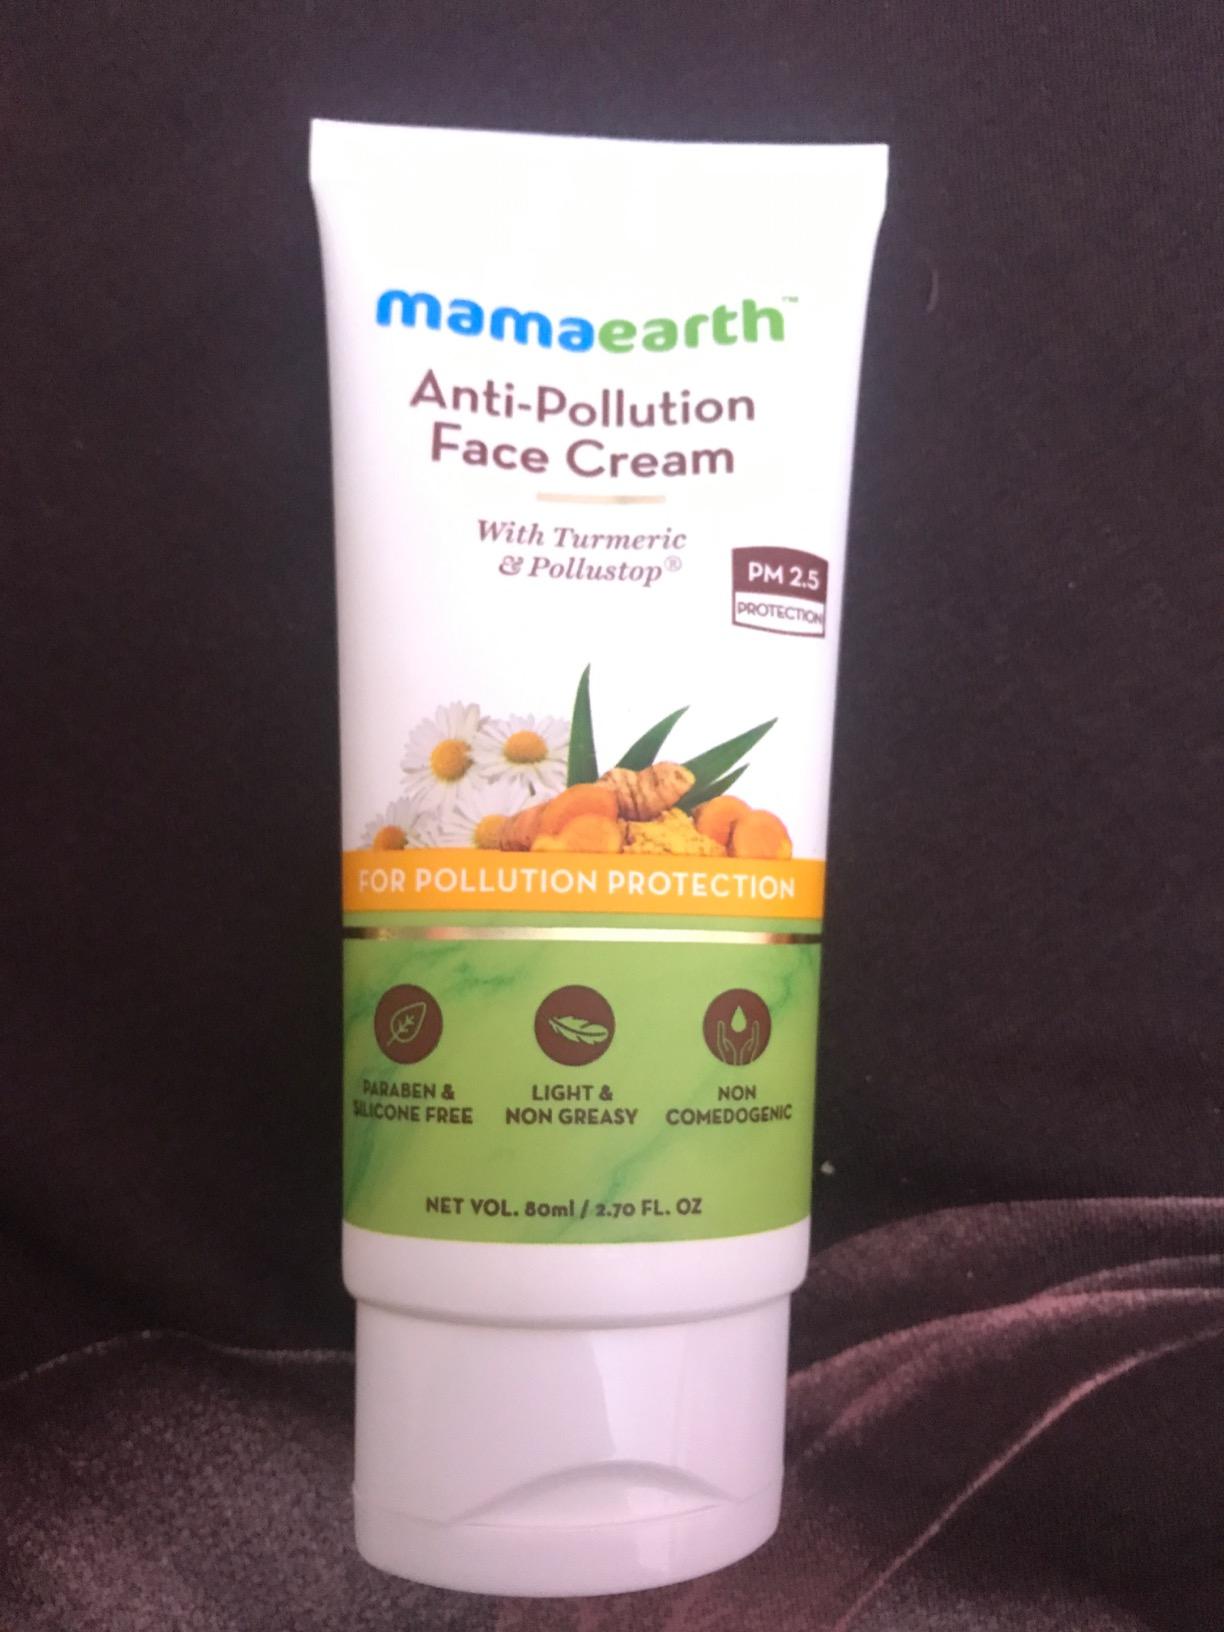 mamaearth™
Anti-Pollution
Face Cream
With Turmeric
& Pollustop®
PM 2.5
PROTECTION
FOR POLLUTION PROTECTION
PARABEN &
SILICONE FREE
LIGHT &
NON GREASY
NON
COMEDOGENIC
NET VOL. 80ml / 2.70 FL. OZ